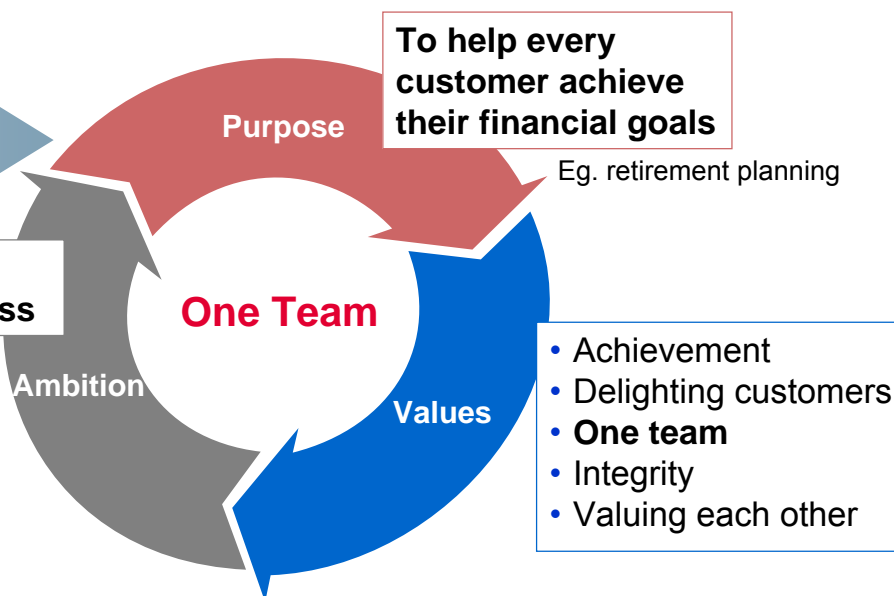 To help every
customer achieve
their financial goals
Purpose
Eg. retirement planning
One Team
Ambition
Values
• Achievement
• Delighting customers
• One team
• Integrity
• Valuing each other